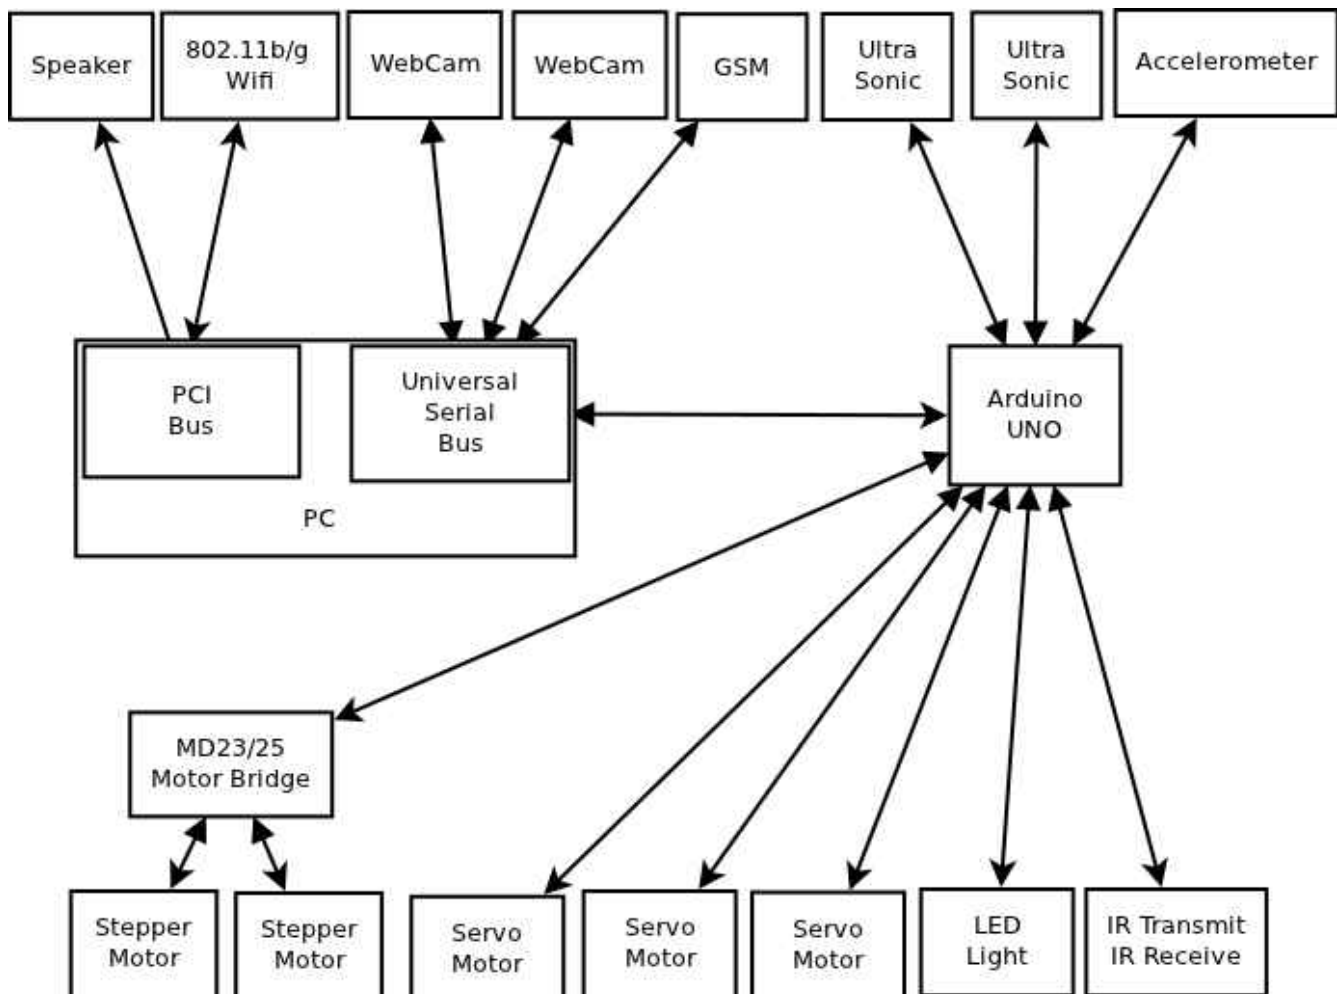 Speaker
802.11b/g
Wifi
WebCam
WebCam
GSM
Ultra
Sonic
Ultra
Sonic
Accelerometer
PCI
Bus
Universal
Serial
Bus
PC
Arduino
UNO
MD23/25
Motor Bridge
Stepper
Motor
Stepper
Motor
Servo
Motor
Servo
Motor
Servo
Motor
LED
Light
IR Transmit
IR Receive